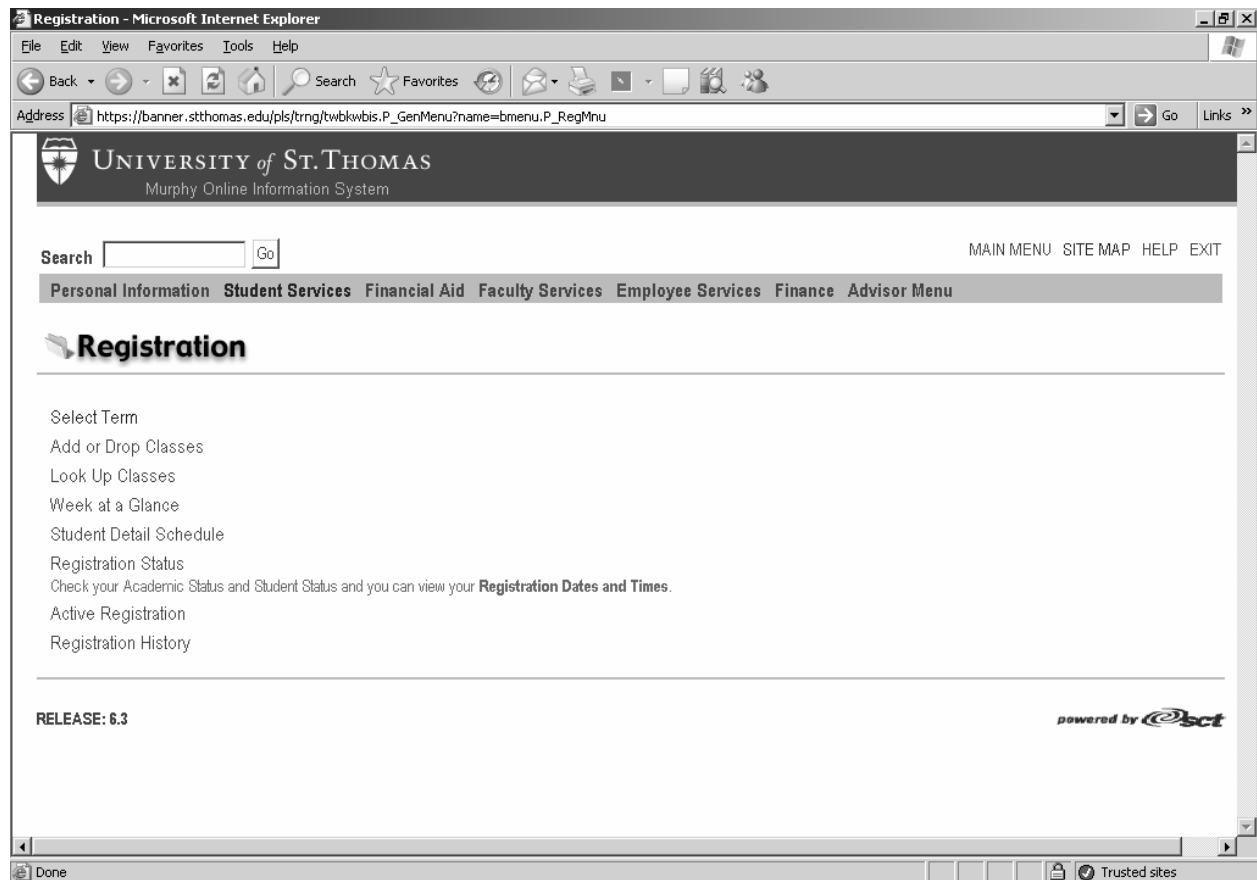 Registration - Microsoft Internet Explorer
File Edit View Favorites Tools Help
Back Search Favorites
Address https://banner.stthomas.edu/pls/trng/twbkwbis.P_GenMenu?name=bmenu.P_RegMnu Go Links »
UNIVERSITY of ST. THOMAS
Murphy Online Information System
Search Go MAIN MENU SITE MAP HELP EXIT
Personal Information Student Services Financial Aid Faculty Services Employee Services Finance Advisor Menu
Registration
Select Term
Add or Drop Classes
Look Up Classes
Week at a Glance
Student Detail Schedule
Registration Status
Check your Academic Status and Student Status and you can view your Registration Dates and Times.
Active Registration
Registration History
RELEASE: 6.3 powered by sct
Done Trusted sites